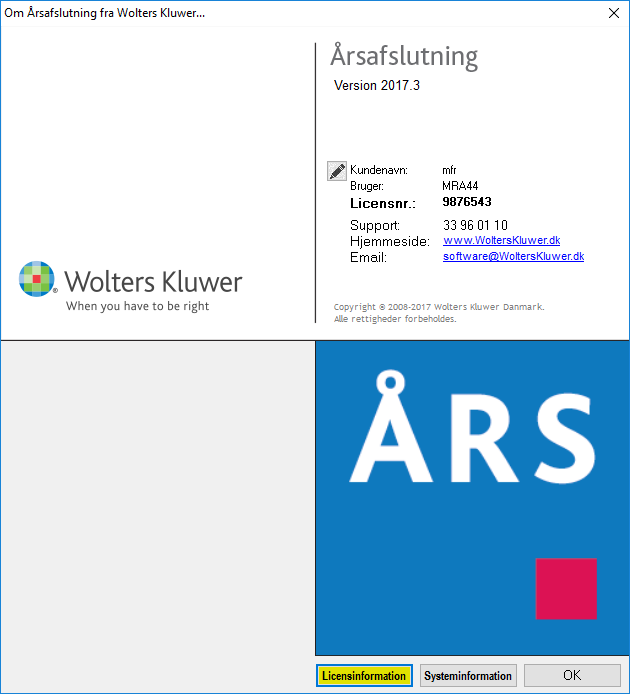 Om Årsafslutning fra Wolters Kluwer...
Årsafslutning
Version 2017.3
Kundenavn: mfr
Bruger: MRA44
Licensnr.: 9876543
Support: 33 96 01 10
Hjemmeside: www.WoltersKluwer.dk
Email: software@WoltersKluwer.dk
Wolters Kluwer
When you have to be right
Copyright © 2008-2017 Wolters Kluwer Danmark.
Alle rettigheder forbeholdes.
ÅRS
Licensinformation
Systeminformation
OK